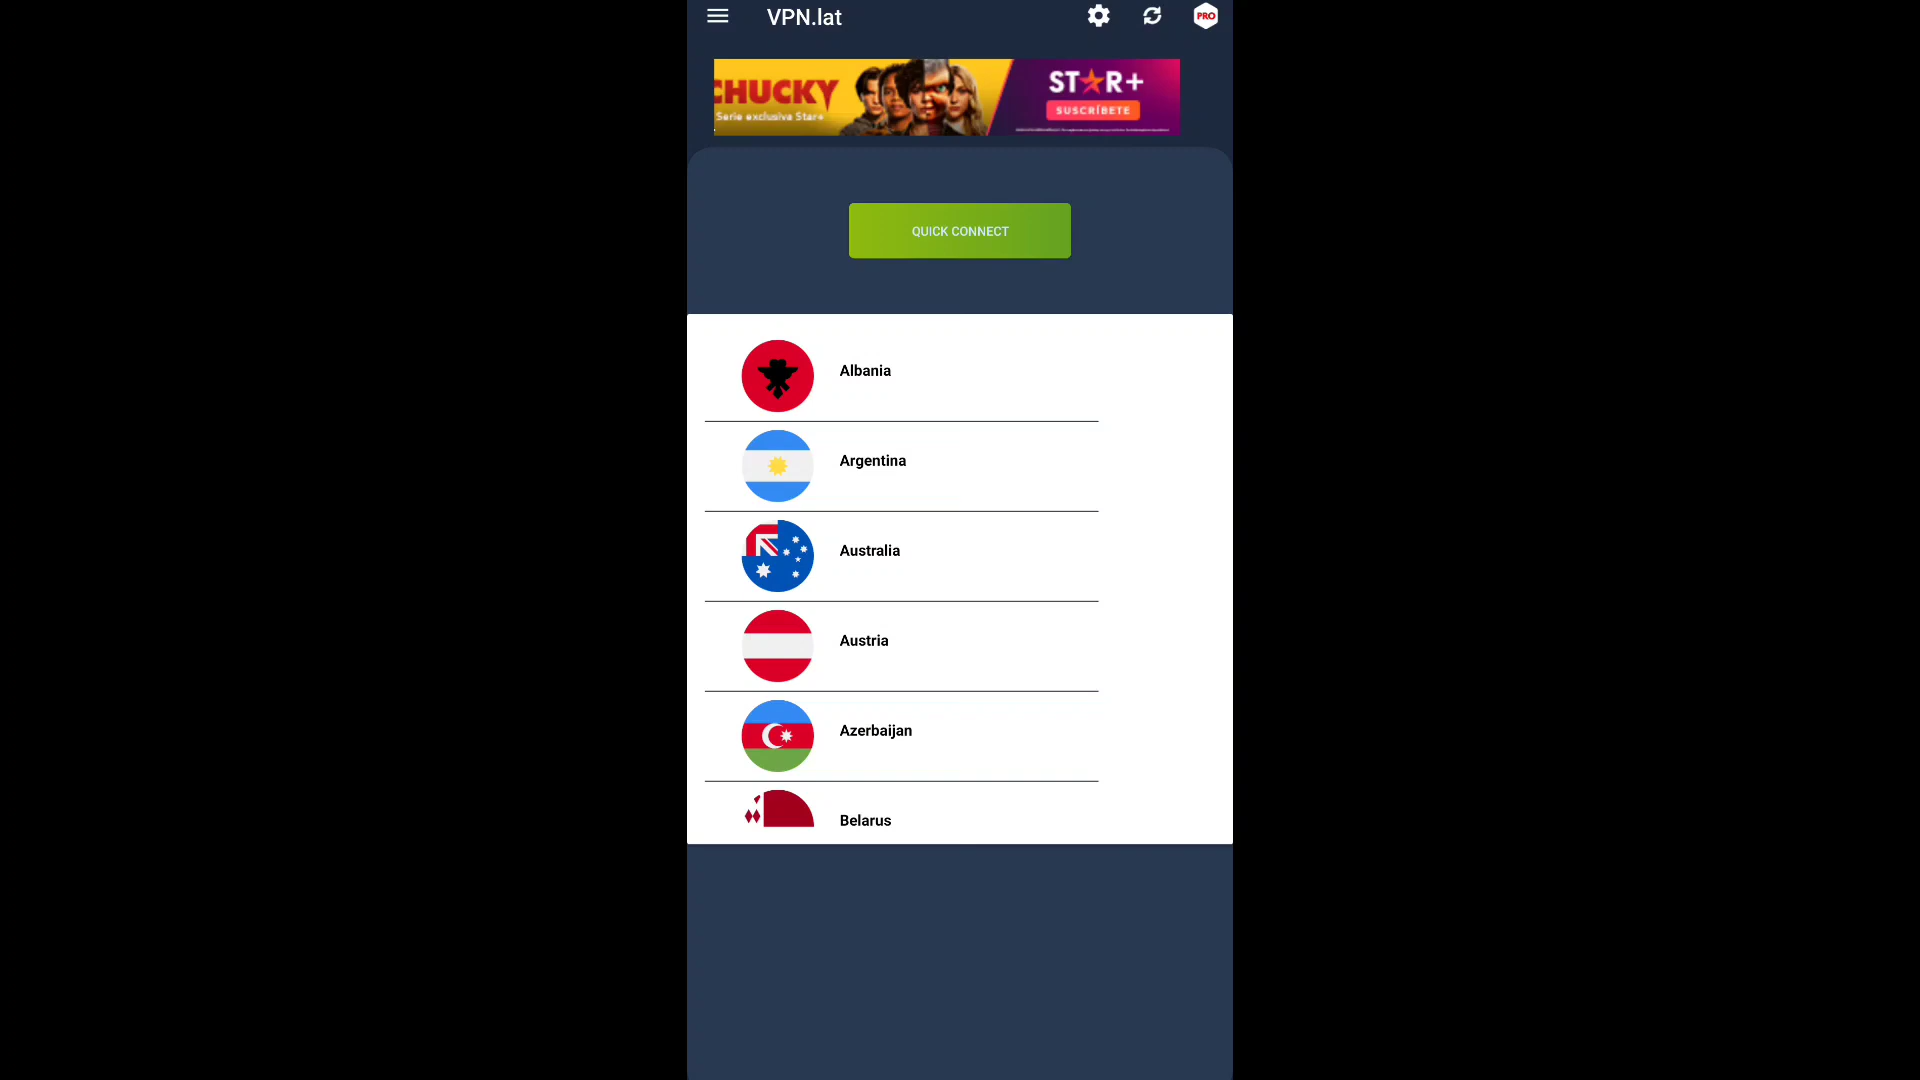 VPN.lat
PRO
CHUCKY
Serie exclusiva Star+
ST★R+
SUSCRÍBETE
QUICK CONNECT
Albania
Argentina
Australia
Austria
Azerbaijan
Belarus